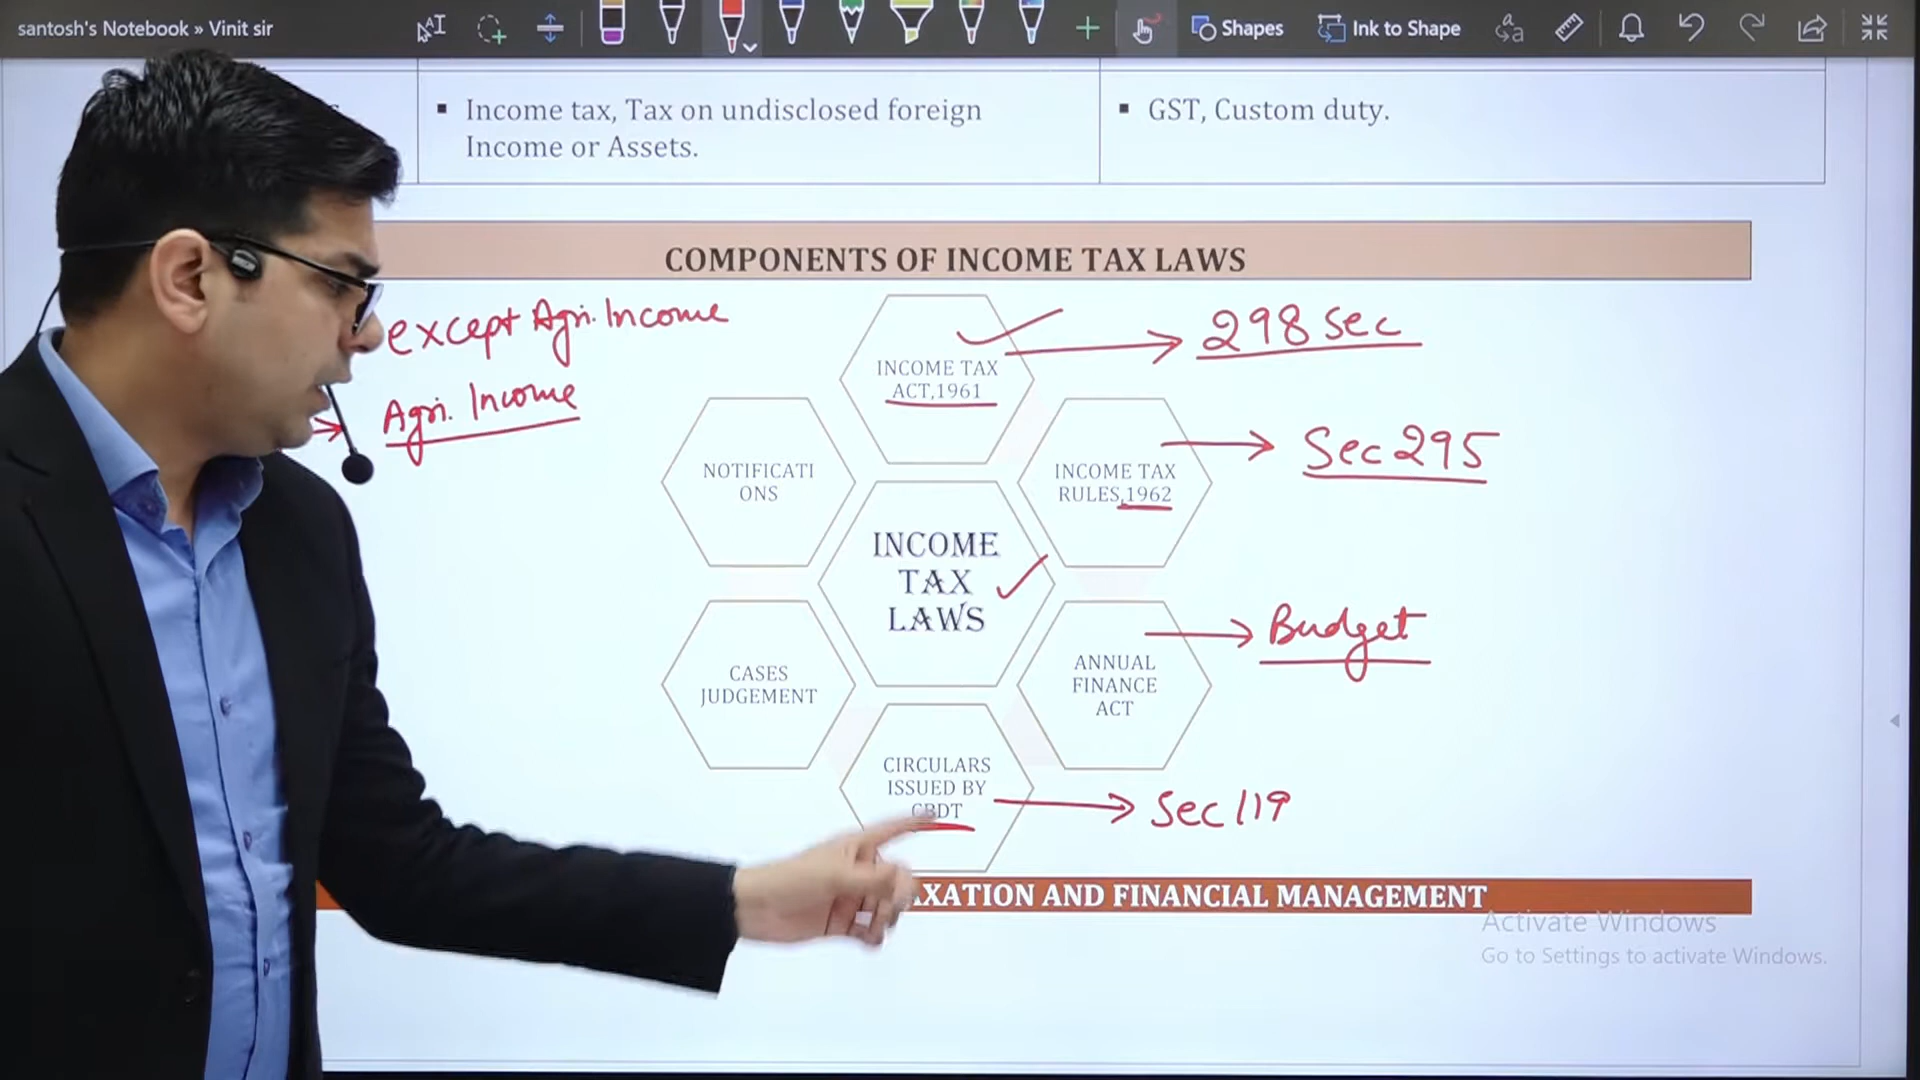 santosh's Notebook » Vinit sir
Shapes
Ink to Shape
Income tax, Tax on undisclosed foreign
Income or Assets.
GST, Custom duty.
COMPONENTS OF INCOME TAX LAWS
except Agri. Income
Agri. Income
INCOME TAX
ACT,1961
298 Sec
NOTIFICATI
ONS
INCOME TAX
RULES,1962
Sec 295
INCOME
TAX
LAWS
CASES
JUDGEMENT
ANNUAL
FINANCE
ACT
Budget
CIRCULARS
ISSUED BY
CBDT
Sec 119
AXATION AND FINANCIAL MANAGEMENT
Activate Windows
Go to Settings to activate Windows.